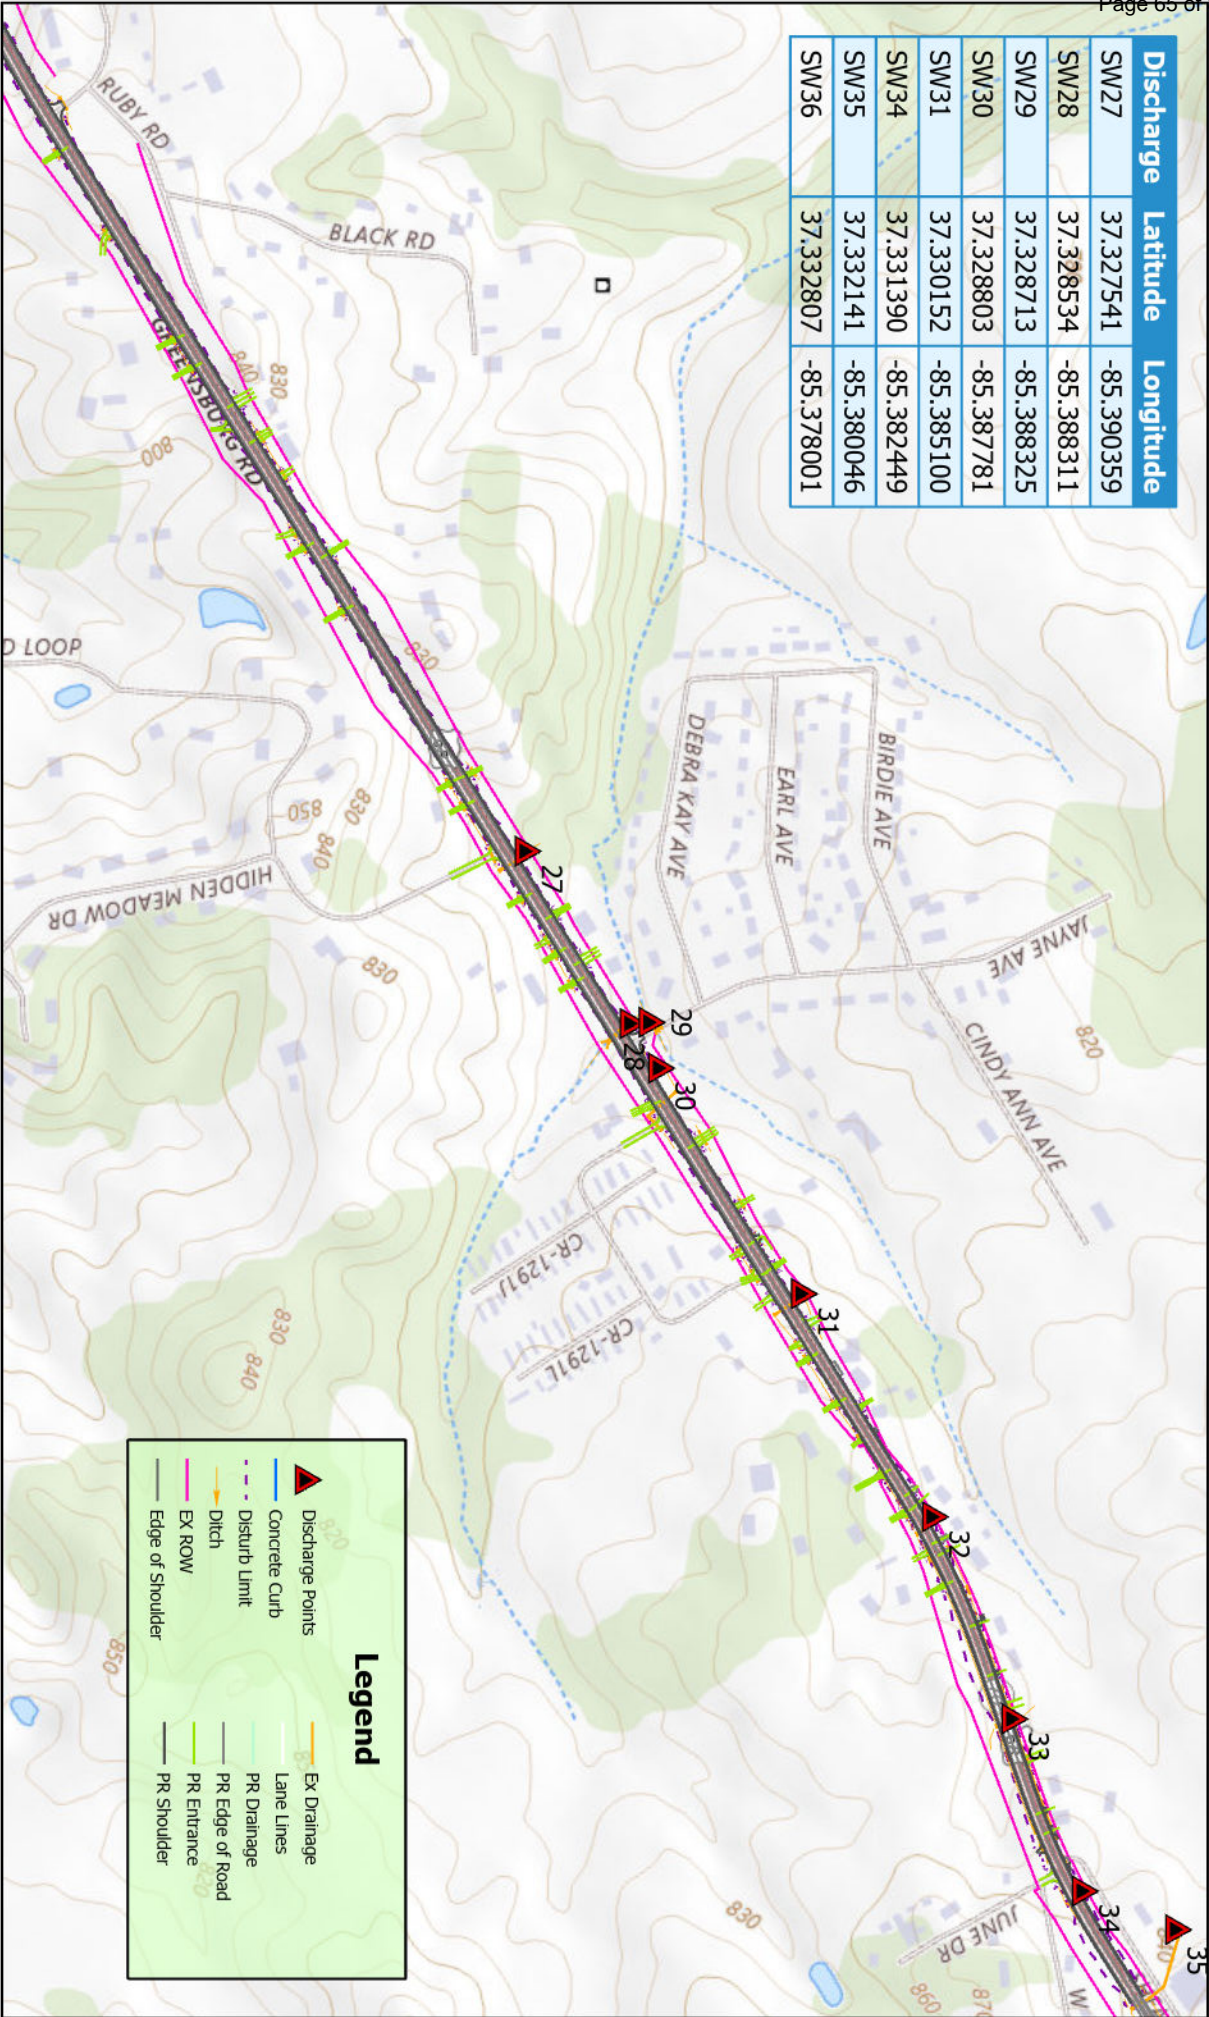 Page 65 of
Discharge Latitude Longitude
SW27 37.327541 -85.390359
SW28 37.328534 -85.388311
SW29 37.328713 -85.388325
SW30 37.328803 -85.387781
SW31 37.330152 -85.385100
SW34 37.331390 -85.382449
SW35 37.332141 -85.380046
SW36 37.332807 -85.378001
RUBY RD
BLACK RD
GREENSBURG RD
840
830
800
830
D LOOP
DEBRA KAY AVE
EARL AVE
BIRDIE AVE
JAYNE AVE
CINDY ANN AVE
820
850
830
840
HIDDEN MEADOW DR
830
27
29
28
30
CR-1291J
CR-1291L
31
32
33
34
35
830
840
820
850
820
830
840
JUNE DR
W
860
870
Legend
Discharge Points
Concrete Curb
Disturb Limit
Ditch
EX ROW
Edge of Shoulder
Ex Drainage
Lane Lines
PR Drainage
PR Edge of Road
PR Entrance
PR Shoulder